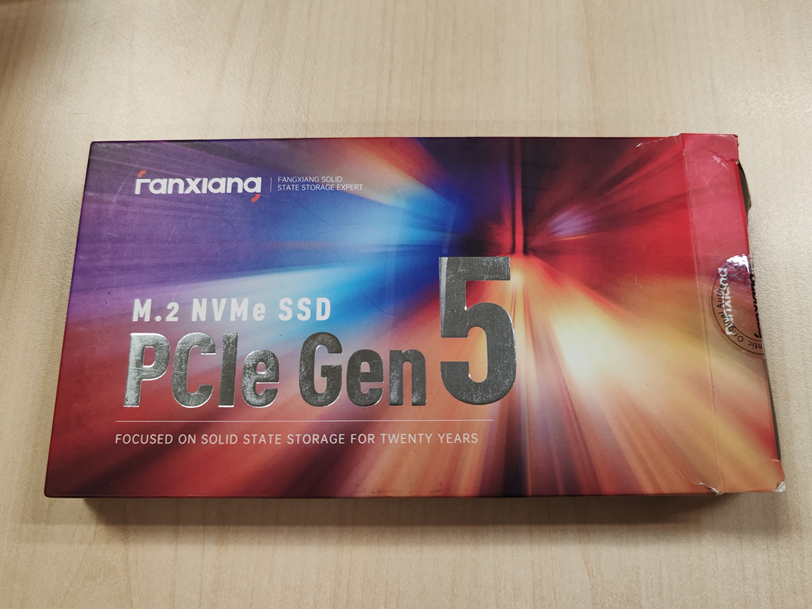 fanxiang
FANGXIANG SOLID
STATE STORAGE EXPERT
M.2 NVMe SSD
PCIe Gen 5
FOCUSED ON SOLID STATE STORAGE FOR TWENTY YEARS
fanxiang